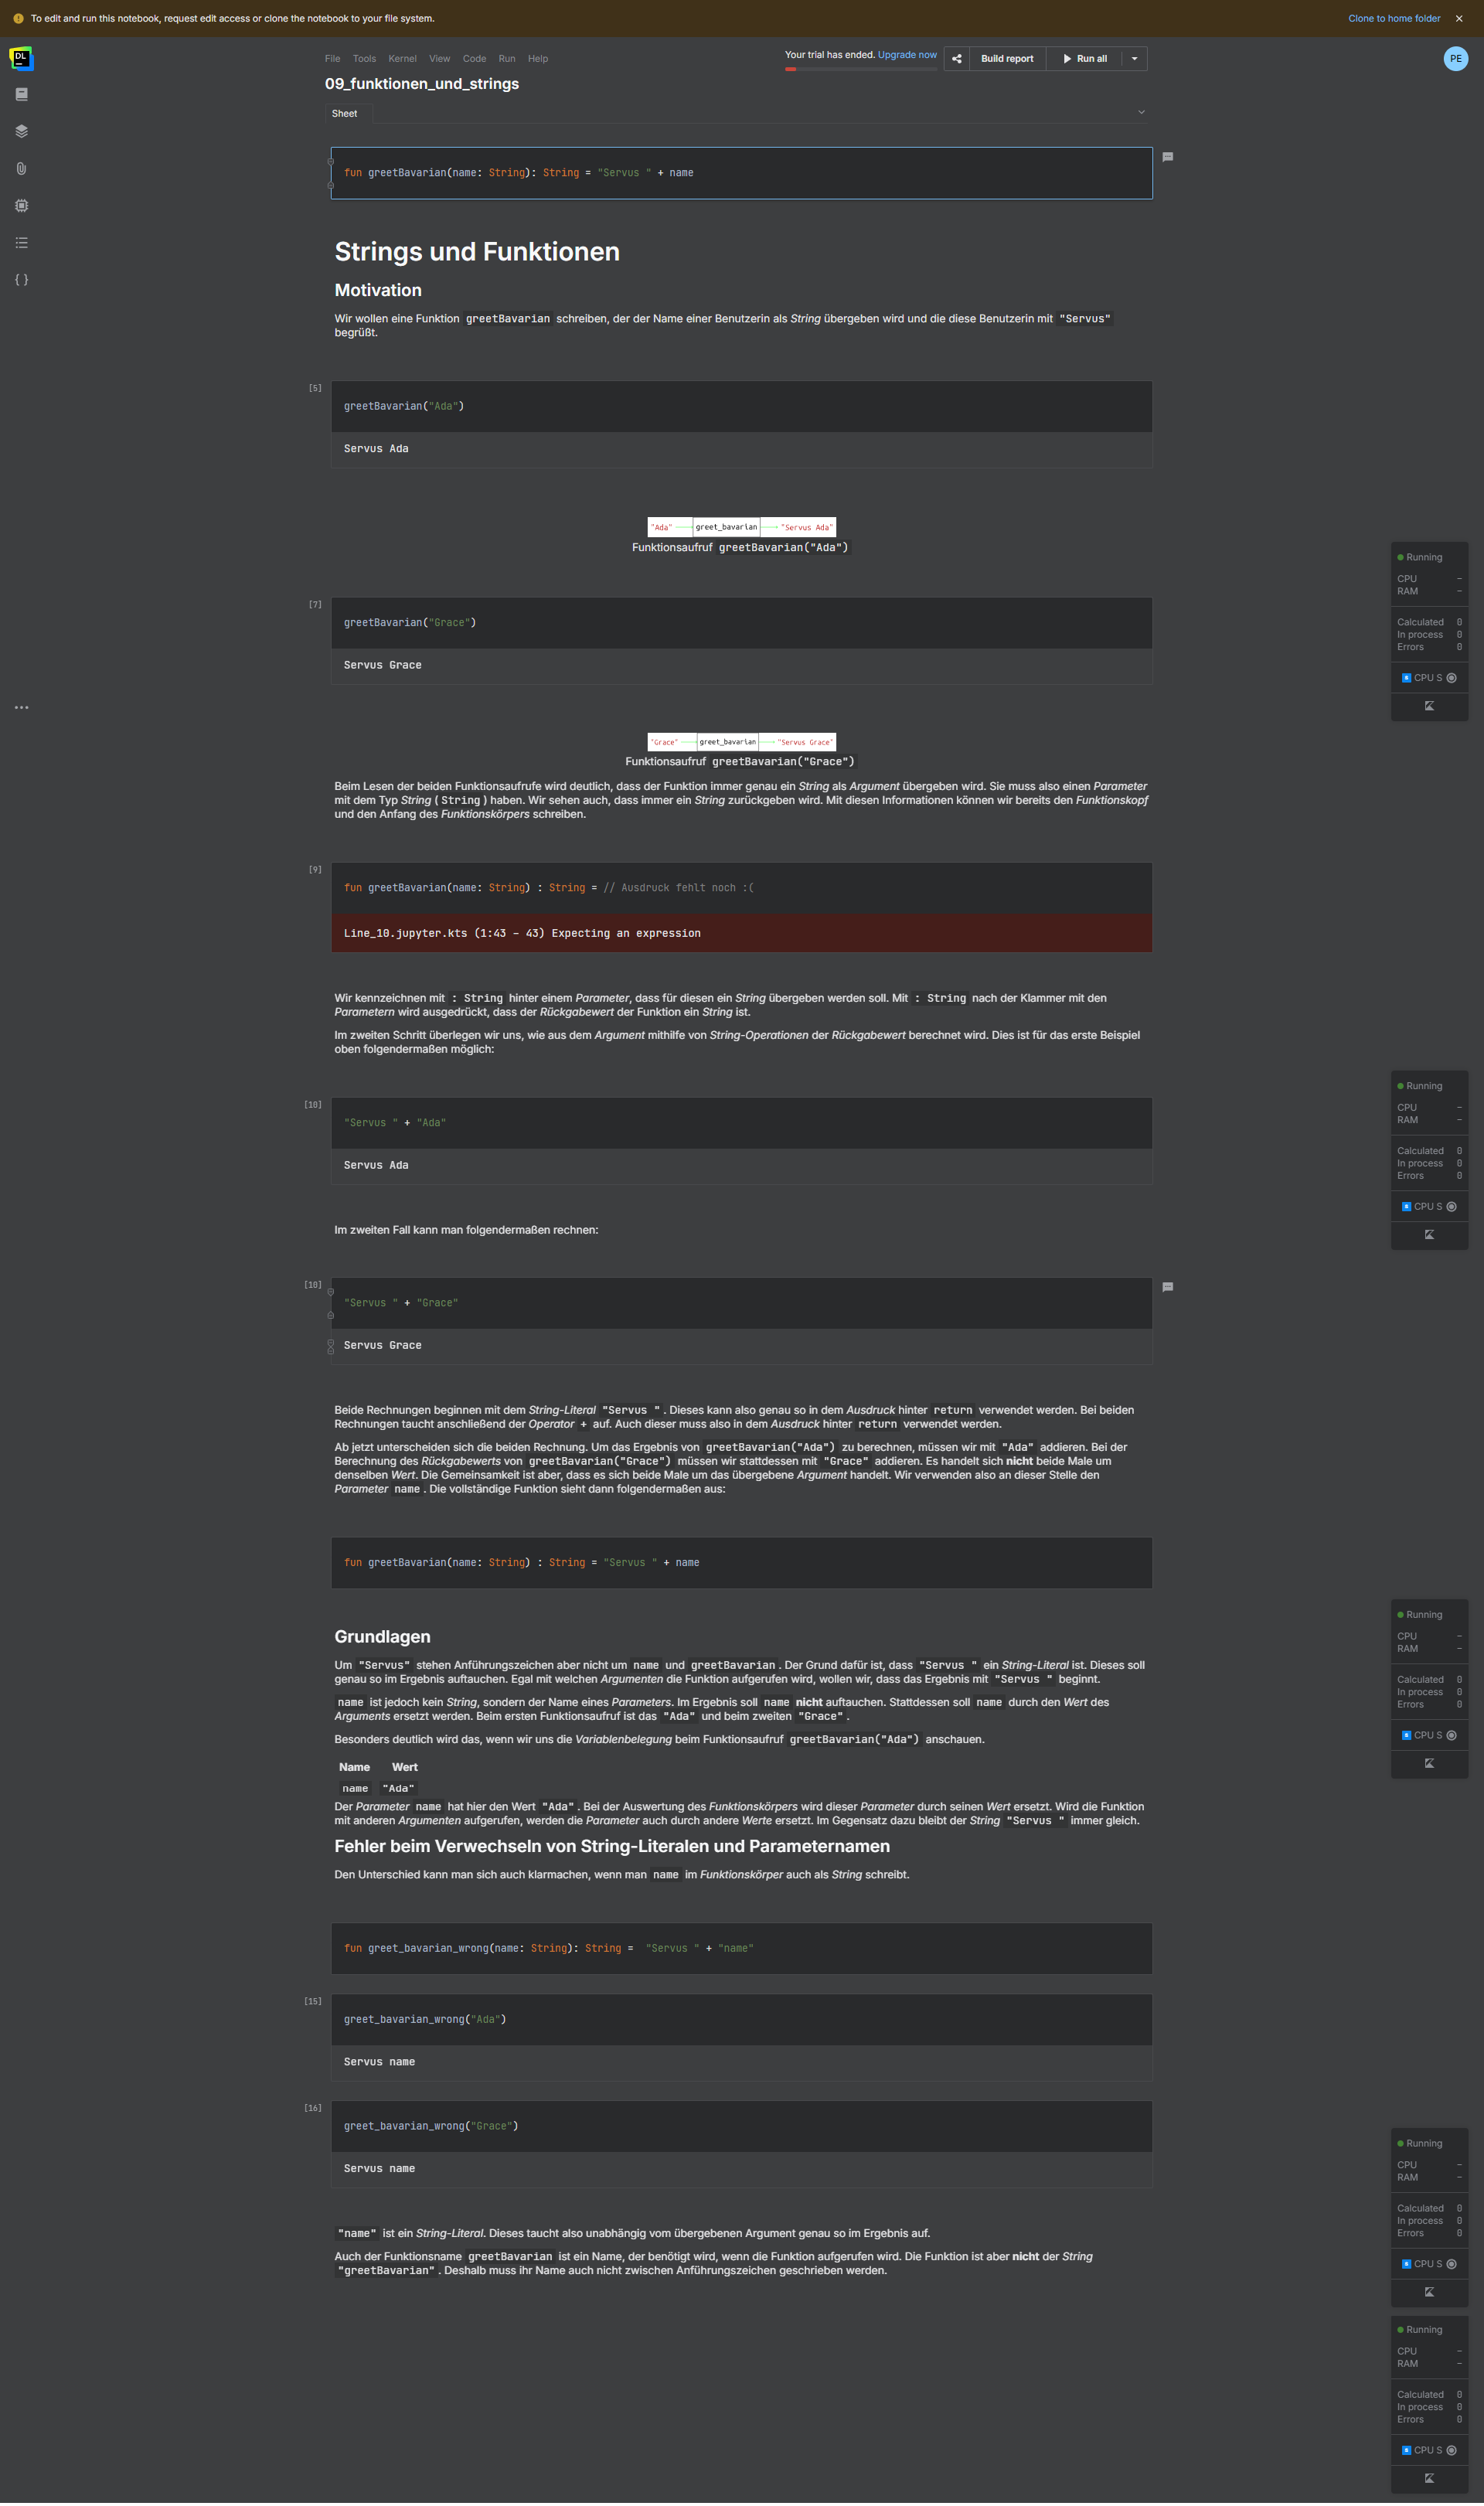 To edit and run this notebook, request edit access or clone the notebook to your file system.
Clone to home folder
DL
File Tools Kernel View Code Run Help
Your trial has ended. Upgrade now
Build report
Run all
PE
09_funktionen_und_strings
Sheet
fun greetBavarian(name: String): String = "Servus " + name
Strings und Funktionen
Motivation
Wir wollen eine Funktion greetBavarian schreiben, der der Name einer Benutzerin als String übergeben wird und die diese Benutzerin mit "Servus"
begrüßt.
[5]
greetBavarian("Ada")
Servus Ada
"Ada" greet_bavarian "Servus Ada"
Funktionsaufruf greetBavarian("Ada")
[7]
greetBavarian("Grace")
Servus Grace
"Grace" greet_bavarian "Servus Grace"
Funktionsaufruf greetBavarian("Grace")
Beim Lesen der beiden Funktionsaufrufe wird deutlich, dass der Funktion immer genau ein String als Argument übergeben wird. Sie muss also einen Parameter
mit dem Typ String ( String ) haben. Wir sehen auch, dass immer ein String zurückgeben wird. Mit diesen Informationen können wir bereits den Funktionskopf
und den Anfang des Funktionskörpers schreiben.
[9]
fun greetBavarian(name: String) : String = // Ausdruck fehlt noch :(
Line_10.jupyter.kts (1:43 - 43) Expecting an expression
Wir kennzeichnen mit : String hinter einem Parameter, dass für diesen ein String übergeben werden soll. Mit : String nach der Klammer mit den
Parametern wird ausgedrückt, dass der Rückgabewert der Funktion ein String ist.
Im zweiten Schritt überlegen wir uns, wie aus dem Argument mithilfe von String-Operationen der Rückgabewert berechnet wird. Dies ist für das erste Beispiel
oben folgendermaßen möglich:
[10]
"Servus " + "Ada"
Servus Ada
Im zweiten Fall kann man folgendermaßen rechnen:
[10]
"Servus " + "Grace"
Servus Grace
Beide Rechnungen beginnen mit dem String-Literal "Servus " . Dieses kann also genau so in dem Ausdruck hinter return verwendet werden. Bei beiden
Rechnungen taucht anschließend der Operator + auf. Auch dieser muss also in dem Ausdruck hinter return verwendet werden.
Ab jetzt unterscheiden sich die beiden Rechnung. Um das Ergebnis von greetBavarian("Ada") zu berechnen, müssen wir mit "Ada" addieren. Bei der
Berechnung des Rückgabewerts von greetBavarian("Grace") müssen wir stattdessen mit "Grace" addieren. Es handelt sich nicht beide Male um
denselben Wert. Die Gemeinsamkeit ist aber, dass es sich beide Male um das übergebene Argument handelt. Wir verwenden also an dieser Stelle den
Parameter name . Die vollständige Funktion sieht dann folgendermaßen aus:
fun greetBavarian(name: String) : String = "Servus " + name
Grundlagen
Um "Servus" stehen Anführungszeichen aber nicht um name und greetBavarian . Der Grund dafür ist, dass "Servus " ein String-Literal ist. Dieses soll
genau so im Ergebnis auftauchen. Egal mit welchen Argumenten die Funktion aufgerufen wird, wollen wir, dass das Ergebnis mit "Servus " beginnt.
name ist jedoch kein String, sondern der Name eines Parameters. Im Ergebnis soll name nicht auftauchen. Stattdessen soll name durch den Wert des
Arguments ersetzt werden. Beim ersten Funktionsaufruf ist das "Ada" und beim zweiten "Grace" .
Besonders deutlich wird das, wenn wir uns die Variablenbelegung beim Funktionsaufruf greetBavarian("Ada") anschauen.
Name Wert
name "Ada"
Der Parameter name hat hier den Wert "Ada" . Bei der Auswertung des Funktionskörpers wird dieser Parameter durch seinen Wert ersetzt. Wird die Funktion
mit anderen Argumenten aufgerufen, werden die Parameter auch durch andere Werte ersetzt. Im Gegensatz dazu bleibt der String "Servus " immer gleich.
Fehler beim Verwechseln von String-Literalen und Parameternamen
Den Unterschied kann man sich auch klarmachen, wenn man name im Funktionskörper auch als String schreibt.
fun greet_bavarian_wrong(name: String): String =  "Servus " + "name"
[15]
greet_bavarian_wrong("Ada")
Servus name
[16]
greet_bavarian_wrong("Grace")
Servus name
"name" ist ein String-Literal. Dieses taucht also unabhängig vom übergebenen Argument genau so im Ergebnis auf.
Auch der Funktionsname greetBavarian ist ein Name, der benötigt wird, wenn die Funktion aufgerufen wird. Die Funktion ist aber nicht der String
"greetBavarian" . Deshalb muss ihr Name auch nicht zwischen Anführungszeichen geschrieben werden.
Running
CPU –
RAM –
Calculated 0
In process 0
Errors 0
CPU S
Running
CPU –
RAM –
Calculated 0
In process 0
Errors 0
CPU S
Running
CPU –
RAM –
Calculated 0
In process 0
Errors 0
CPU S
Running
CPU –
RAM –
Calculated 0
In process 0
Errors 0
CPU S
Running
CPU –
RAM –
Calculated 0
In process 0
Errors 0
CPU S